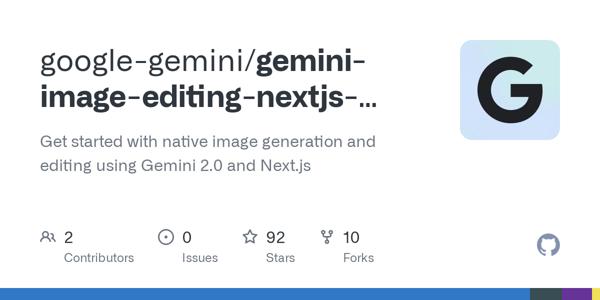 google-gemini/gemini-
image-editing-nextjs-...
G
Get started with native image generation and
editing using Gemini 2.0 and Next.js
2 0 92 10
Contributors Issues Stars Forks